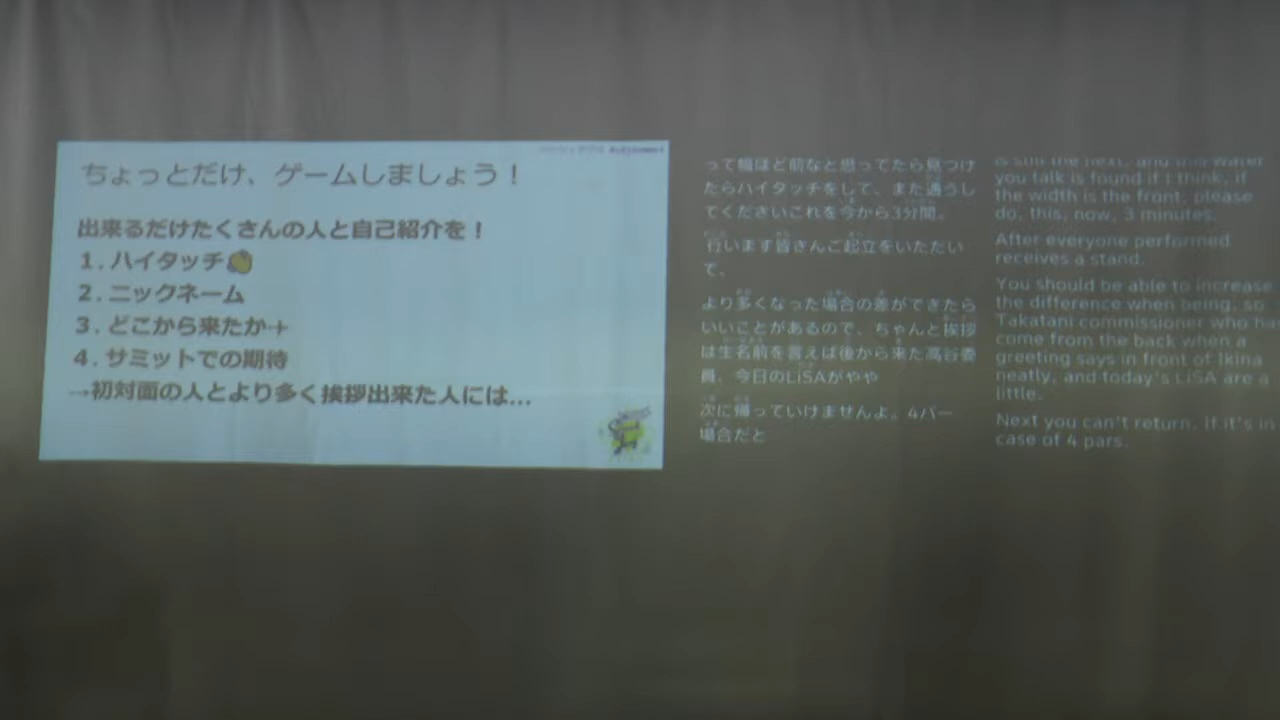 ちょっとだけ、ゲームしましょう！
出来るだけたくさんの人と自己紹介を！
1.ハイタッチ
2.ニックネーム
3.どこから来たか+
4.サミットでの期待
→初対面の人とより多く挨拶出来た人には...
って幅ほど前なと思ってたら見つけ
たらハイタッチをして、また違うし
てくださいこれを今から3分間。
行います皆さんご起立をいただい
て、
より多くなった場合の差ができたら
いいことがあるので、ちゃんと挨拶
は生名前を言えば後から来た高谷委
員、今日のLiSAがやや
次に帰っていけませんよ。4パー
場合だと
is still the next, and this water
you talk is found if I think, if
the width is the front, please
do, this, now, 3 minutes.
After everyone performed
receives a stand.
You should be able to increase
the difference when being, so
Takatani commissioner who ha
come from the back when a
greeting says in front of Ikina
neatly, and today's LiSA are a
little.
Next you can't return. If it's in
case of 4 pars.